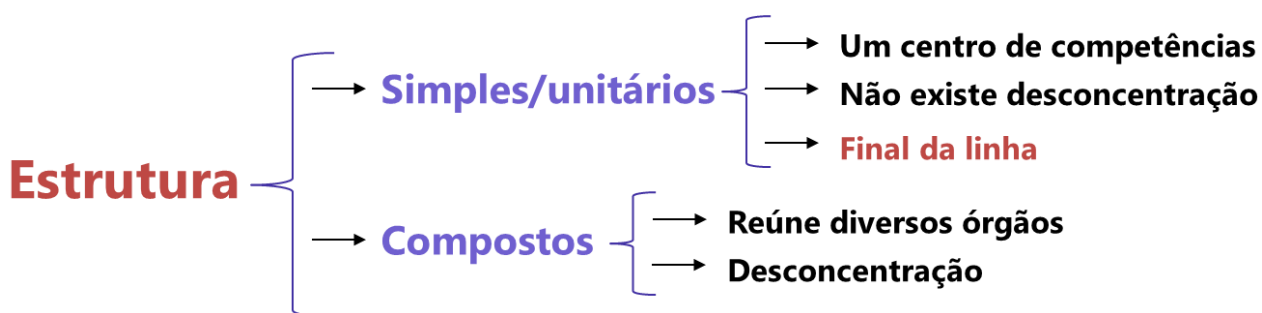 Estrutura
Simples/unitários
Um centro de competências
Não existe desconcentração
Final da linha
Compostos
Reúne diversos órgãos
Desconcentração